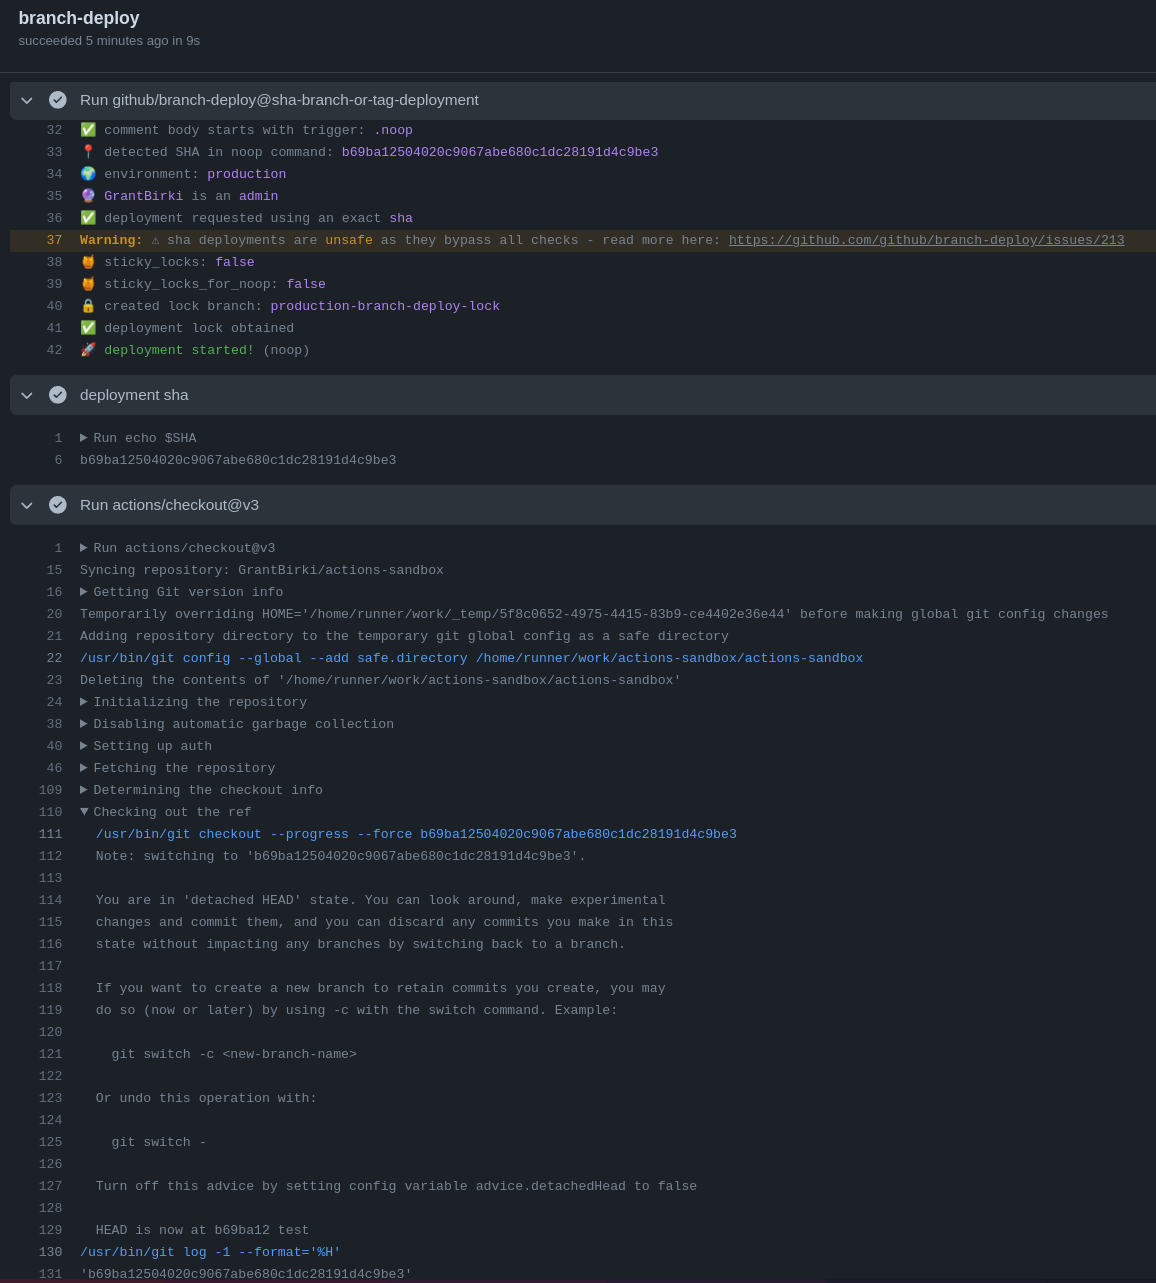 branch-deploy
succeeded 5 minutes ago in 9s
Run github/branch-deploy@sha-branch-or-tag-deployment
32 ✅ comment body starts with trigger: .noop
33 📍 detected SHA in noop command: b69ba12504020c9067abe680c1dc28191d4c9be3
34 🌍 environment: production
35 🔮 GrantBirki is an admin
36 ✅ deployment requested using an exact sha
37 Warning: ⚠ sha deployments are unsafe as they bypass all checks - read more here: https://github.com/github/branch-deploy/issues/213
38 🍯 sticky_locks: false
39 🍯 sticky_locks_for_noop: false
40 🔒 created lock branch: production-branch-deploy-lock
41 ✅ deployment lock obtained
42 🚀 deployment started! (noop)
deployment sha
1 ▶ Run echo $SHA
6 b69ba12504020c9067abe680c1dc28191d4c9be3
Run actions/checkout@v3
1 ▶ Run actions/checkout@v3
15 Syncing repository: GrantBirki/actions-sandbox
16 ▶ Getting Git version info
20 Temporarily overriding HOME='/home/runner/work/_temp/5f8c0652-4975-4415-83b9-ce4402e36e44' before making global git config changes
21 Adding repository directory to the temporary git global config as a safe directory
22 /usr/bin/git config --global --add safe.directory /home/runner/work/actions-sandbox/actions-sandbox
23 Deleting the contents of '/home/runner/work/actions-sandbox/actions-sandbox'
24 ▶ Initializing the repository
38 ▶ Disabling automatic garbage collection
40 ▶ Setting up auth
46 ▶ Fetching the repository
109 ▶ Determining the checkout info
110 ▼ Checking out the ref
111 /usr/bin/git checkout --progress --force b69ba12504020c9067abe680c1dc28191d4c9be3
112 Note: switching to 'b69ba12504020c9067abe680c1dc28191d4c9be3'.
113
114 You are in 'detached HEAD' state. You can look around, make experimental
115 changes and commit them, and you can discard any commits you make in this
116 state without impacting any branches by switching back to a branch.
117
118 If you want to create a new branch to retain commits you create, you may
119 do so (now or later) by using -c with the switch command. Example:
120
121 git switch -c <new-branch-name>
122
123 Or undo this operation with:
124
125 git switch -
126
127 Turn off this advice by setting config variable advice.detachedHead to false
128
129 HEAD is now at b69ba12 test
130 /usr/bin/git log -1 --format='%H'
131 'b69ba12504020c9067abe680c1dc28191d4c9be3'